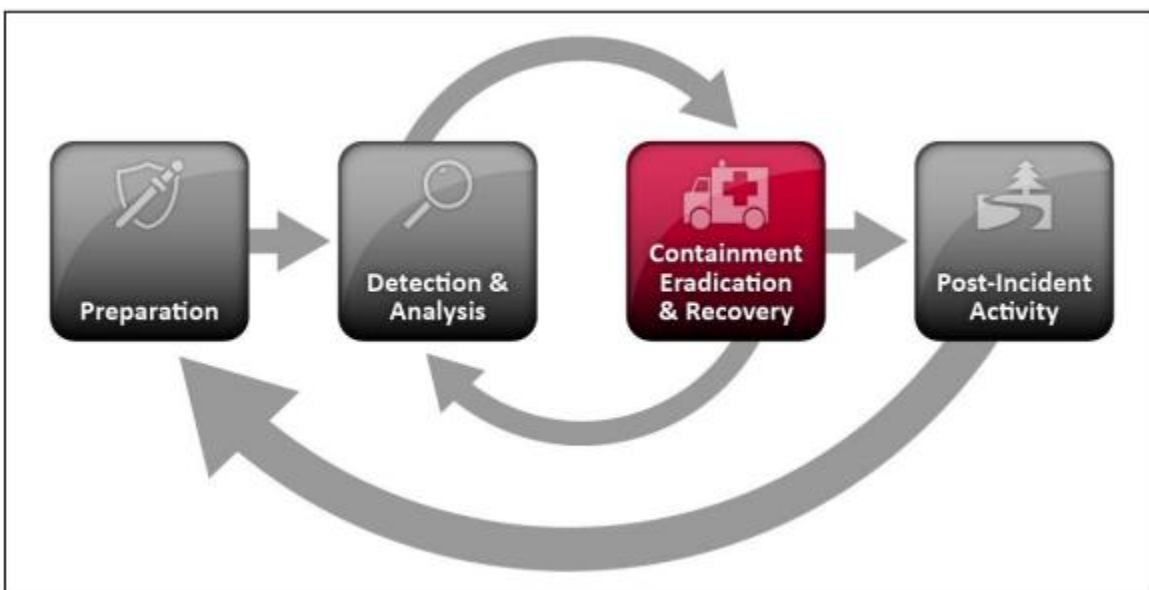 Preparation
Detection &
Analysis
Containment
Eradication
& Recovery
Post-Incident
Activity